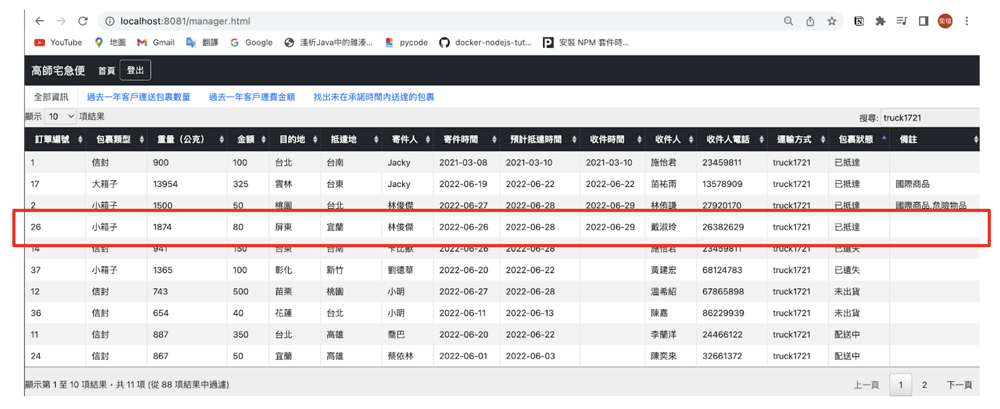 localhost:8081/manager.html
奕瑄
YouTube 地圖 Gmail 翻譯 Google 淺析Java中的雜湊... pycode docker-nodejs-tut... 安裝 NPM 套件時...
高師宅急便 首頁 登出
全部資訊 過去一年客戶運送包裹數量 過去一年客戶運費金額 找出未在承諾時間內送達的包裹
顯示 10 項結果 搜尋: truck1721
訂單編號 包裹類型 重量（公克） 金額 目的地 抵達地 寄件人 寄件時間 預計抵達時間 收件時間 收件人 收件人電話 運輸方式 包裹狀態 備註
1 信封 900 100 台北 台南 Jacky 2021-03-08 2021-03-10 2021-03-10 施怡君 23459811 truck1721 已抵達
17 大箱子 13954 325 雲林 台東 Jacky 2022-06-19 2022-06-22 2022-06-22 苗祐雨 13578909 truck1721 已抵達 國際商品
2 小箱子 1500 50 桃園 台北 林俊傑 2022-06-27 2022-06-28 2022-06-29 林侑謙 27920170 truck1721 已抵達 國際商品,危險物品
26 小箱子 1874 80 屏東 宜蘭 林俊傑 2022-06-26 2022-06-28 2022-06-29 戴淑玲 26382629 truck1721 已抵達
14 信封 941 150 台東 台南 卡比獸 2022-06-26 2022-06-28 施怡君 23459811 truck1721 已遺失
37 小箱子 1365 100 彰化 新竹 劉德華 2022-06-20 2022-06-22 黃建宏 68124783 truck1721 已遺失
12 信封 743 500 苗栗 桃園 小明 2022-06-27 2022-06-28 溫希紹 67865898 truck1721 未出貨
36 信封 654 40 花蓮 台北 小明 2022-06-11 2022-06-13 陳嘉 86229939 truck1721 未出貨
11 信封 887 350 台北 高雄 喬巴 2022-06-20 2022-06-22 李蘭洋 24466122 truck1721 配送中
24 信封 867 50 宜蘭 高雄 蔡依林 2022-06-01 2022-06-03 陳奕來 32661372 truck1721 配送中
顯示第 1 至 10 項結果，共 11 項 (從 88 項結果中過濾) 上一頁 1 2 下一頁